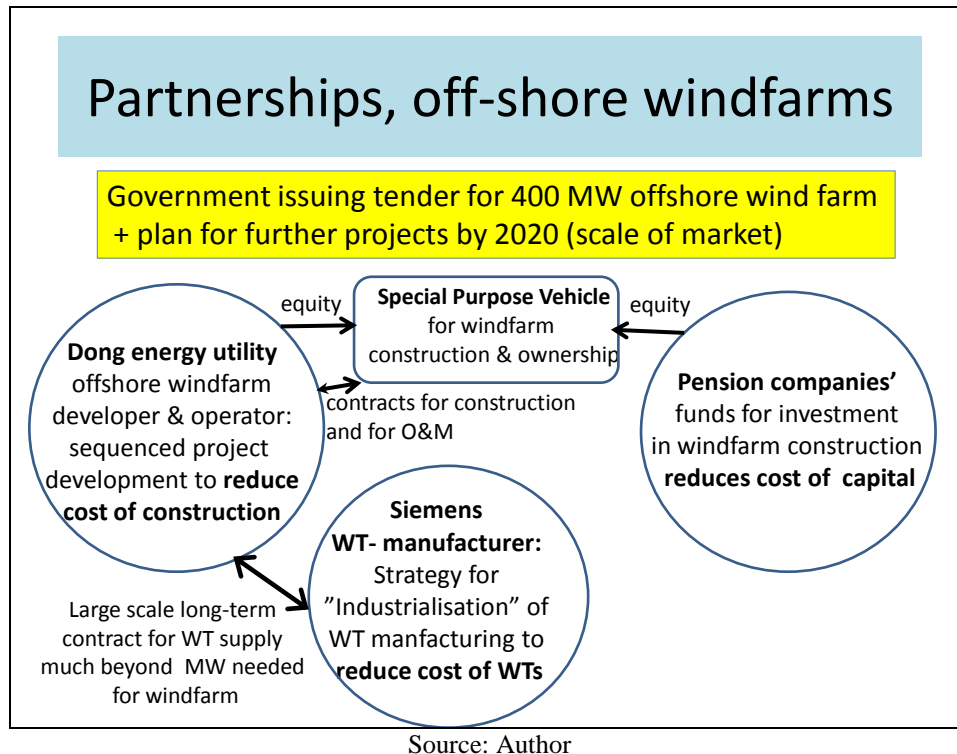 Partnerships, off-shore windfarms
Government issuing tender for 400 MW offshore wind farm
+ plan for further projects by 2020 (scale of market)
equity
Special Purpose Vehicle
for windfarm
construction & ownership
equity
Dong energy utility
offshore windfarm
developer & operator:
sequenced project
development to reduce
cost of construction
contracts for construction
and for O&M
Pension companies’
funds for investment
in windfarm construction
reduces cost of capital
Siemens
WT- manufacturer:
Strategy for
”Industrialisation” of
WT manfacturing to
reduce cost of WTs
Large scale long-term
contract for WT supply
much beyond MW needed
for windfarm
Source: Author